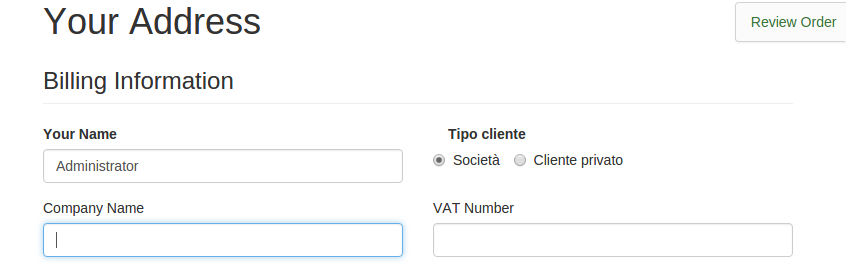 Your Address
Review Order
Billing Information
Your Name
Tipo cliente
Administrator
Società
Cliente privato
Company Name
VAT Number